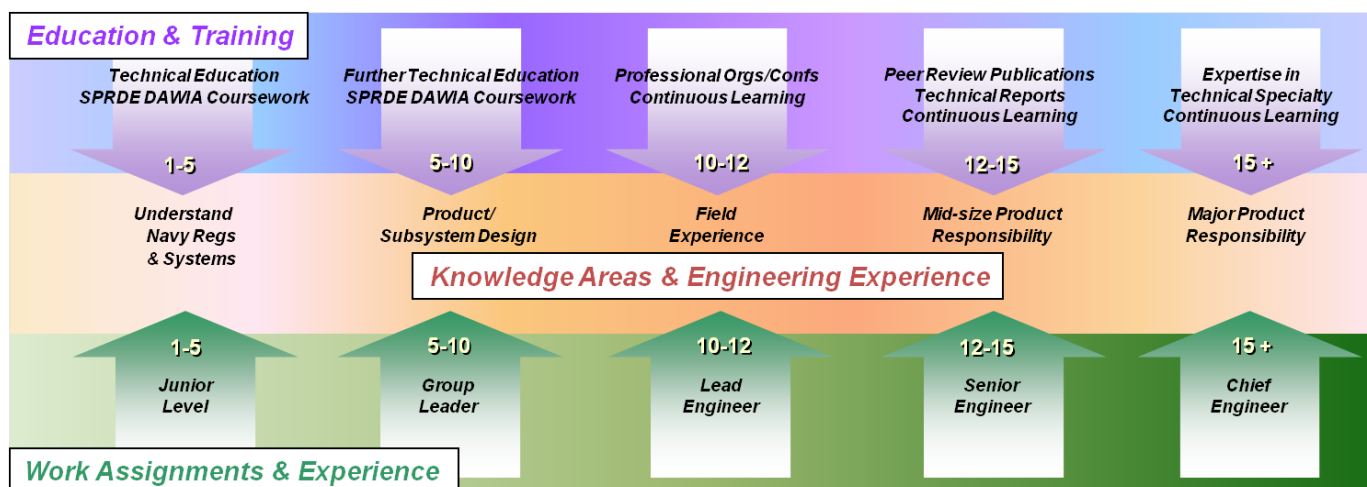 Education & Training
Technical Education
SPRDE DAWIA Coursework
1-5
Further Technical Education
SPRDE DAWIA Coursework
5-10
Professional Orgs/Confs
Continuous Learning
10-12
Peer Review Publications
Technical Reports
Continuous Learning
12-15
Expertise in
Technical Specialty
Continuous Learning
15 +
Understand
Navy Regs
& Systems
Product/
Subsystem Design
Field
Experience
Mid-size Product
Responsibility
Major Product
Responsibility
Knowledge Areas & Engineering Experience
1-5
Junior
Level
5-10
Group
Leader
10-12
Lead
Engineer
12-15
Senior
Engineer
15 +
Chief
Engineer
Work Assignments & Experience